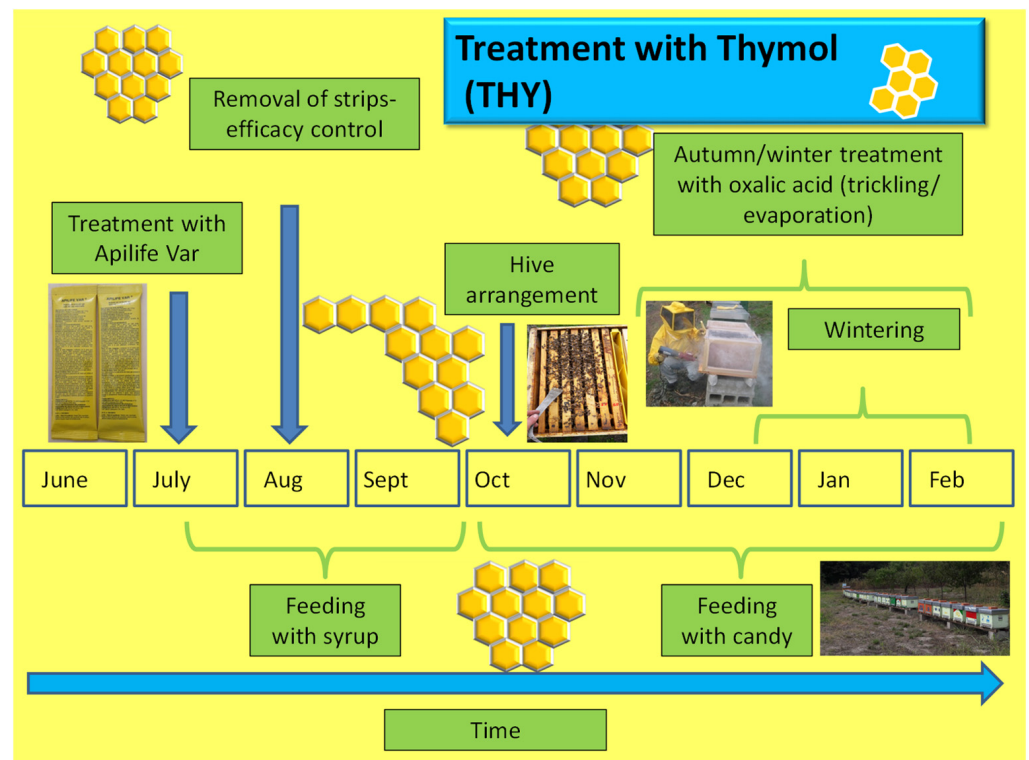 Treatment with Thymol
(THY)
Removal of strips-
efficacy control
Autumn/winter treatment
with oxalic acid (trickling/
evaporation)
Treatment with
Apilife Var
Hive
arrangement
Wintering
June
July
Aug
Sept
Oct
Nov
Dec
Jan
Feb
Feeding
with syrup
Feeding
with candy
Time